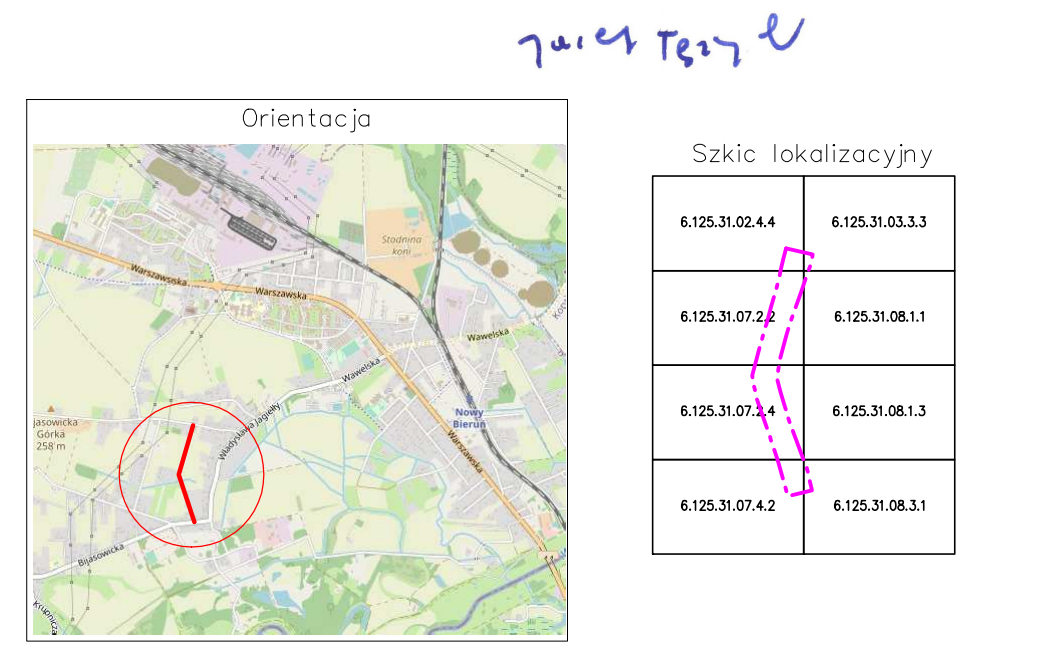 Orientacja
Szkic lokalizacyjny
Stadnina
koni
Warszawska
Warszawska
Wawelska
Wawelska
Nowy
Bieruń
Warszawska
Władysława Jagiełły
jasowicka
Górka
258 m
Bijasowicka
Krupnicza
6.125.31.02.4.4 6.125.31.03.3.3
6.125.31.07.2.2 6.125.31.08.1.1
6.125.31.07.2.4 6.125.31.08.1.3
6.125.31.07.4.2 6.125.31.08.3.1